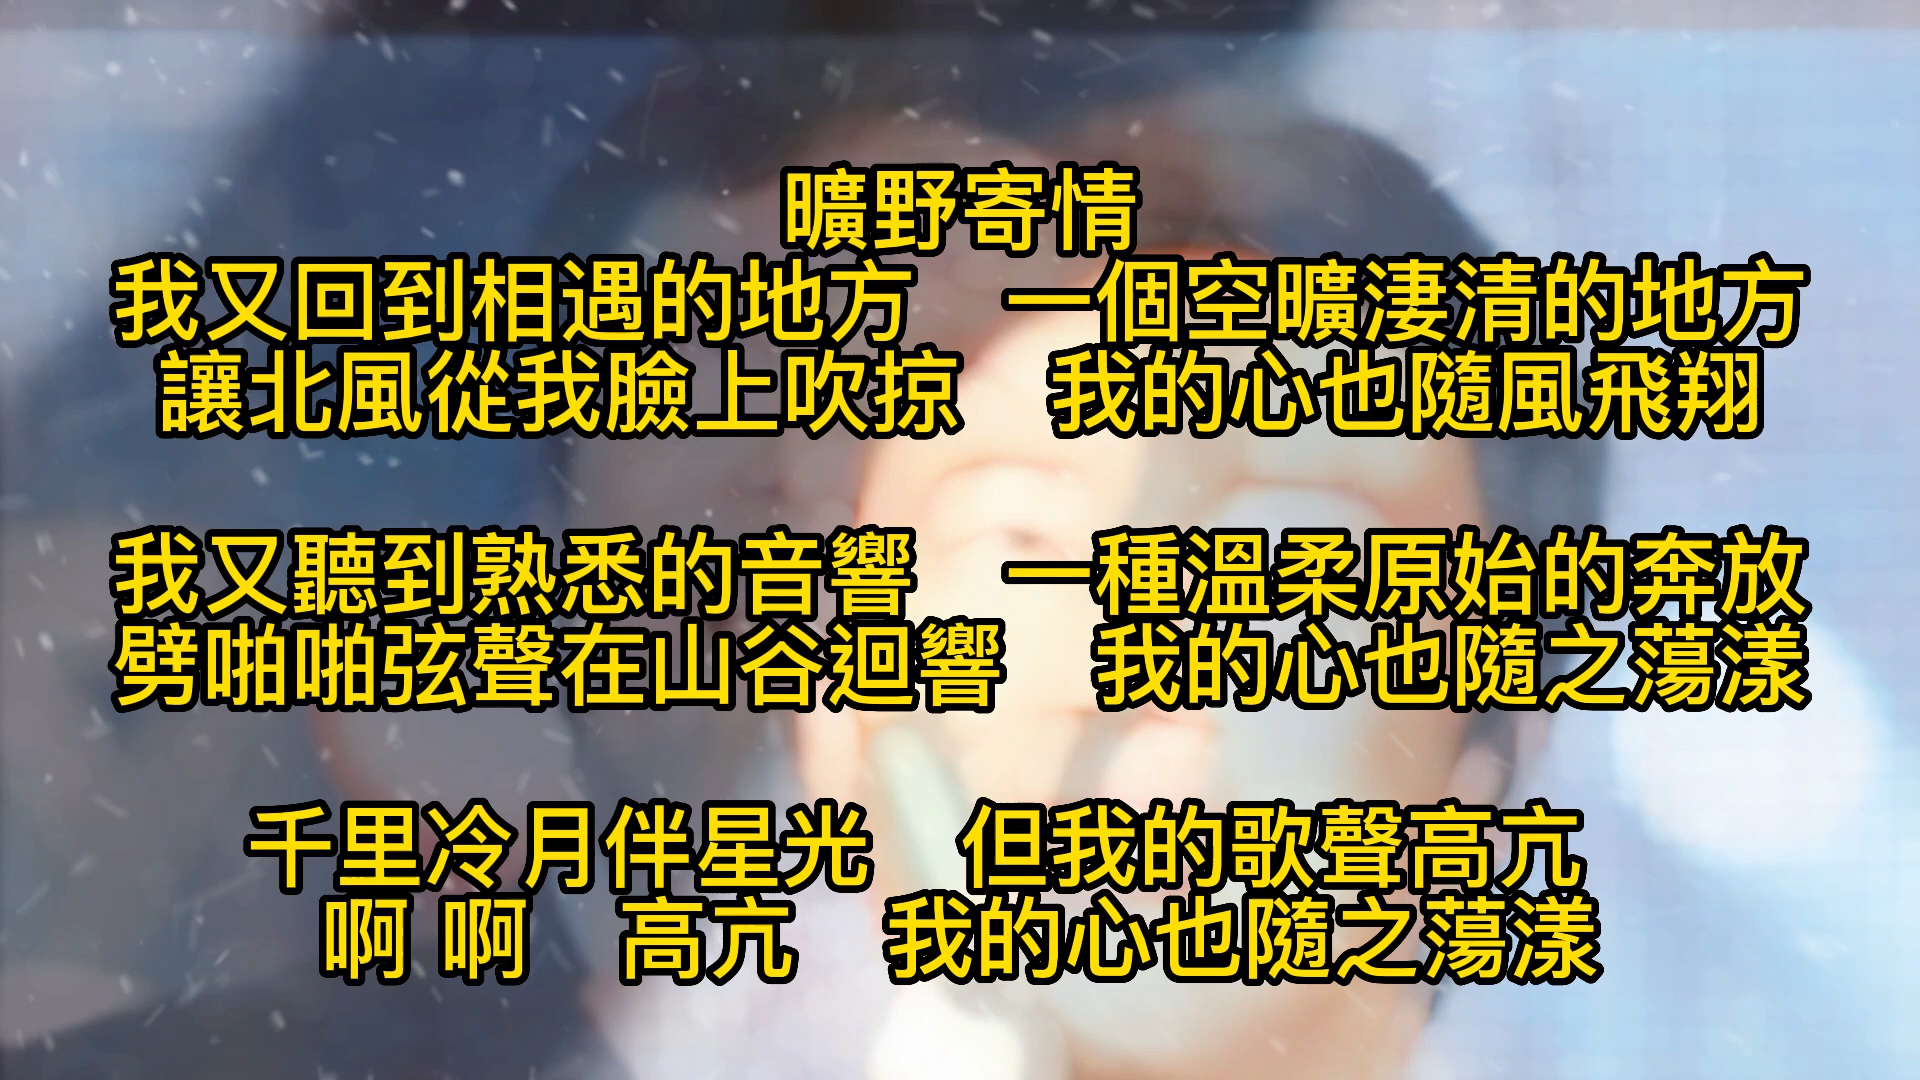 曠野寄情
我又回到相遇的地方　一個空曠淒清的地方
讓北風從我臉上吹掠　我的心也隨風飛翔
我又聽到熟悉的音響　一種溫柔原始的奔放
劈啪啪弦聲在山谷迴響　我的心也隨之蕩漾
千里冷月伴星光　但我的歌聲高亢
啊 啊　高亢　我的心也隨之蕩漾